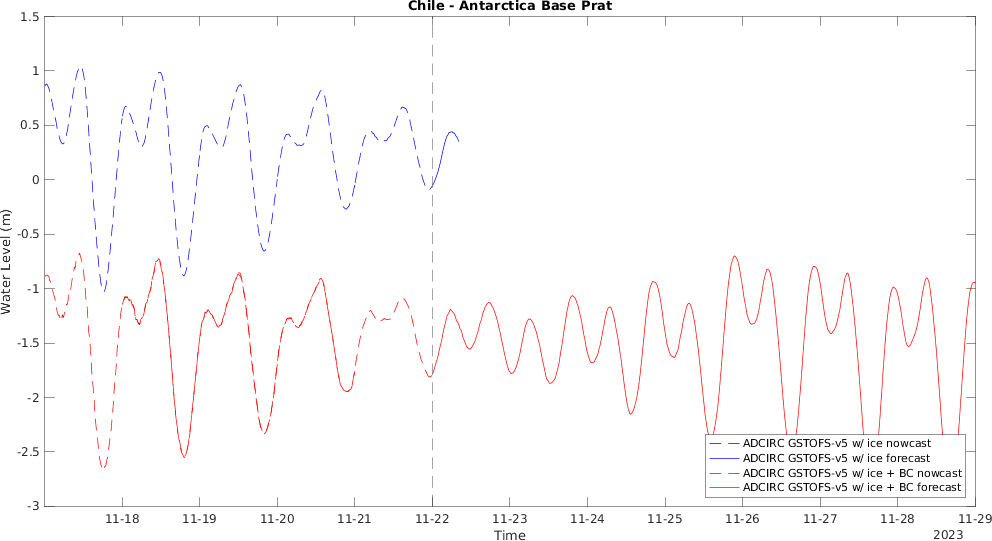 Chile - Antarctica Base Prat
1.5
1
0.5
0
-0.5
-1
-1.5
-2
-2.5
-3
Water Level (m)
ADCIRC GSTOFS-v5 w/ ice nowcast
ADCIRC GSTOFS-v5 w/ ice forecast
ADCIRC GSTOFS-v5 w/ ice + BC nowcast
ADCIRC GSTOFS-v5 w/ ice + BC forecast
11-18 11-19 11-20 11-21 11-22 11-23 11-24 11-25 11-26 11-27 11-28 11-29
Time
2023